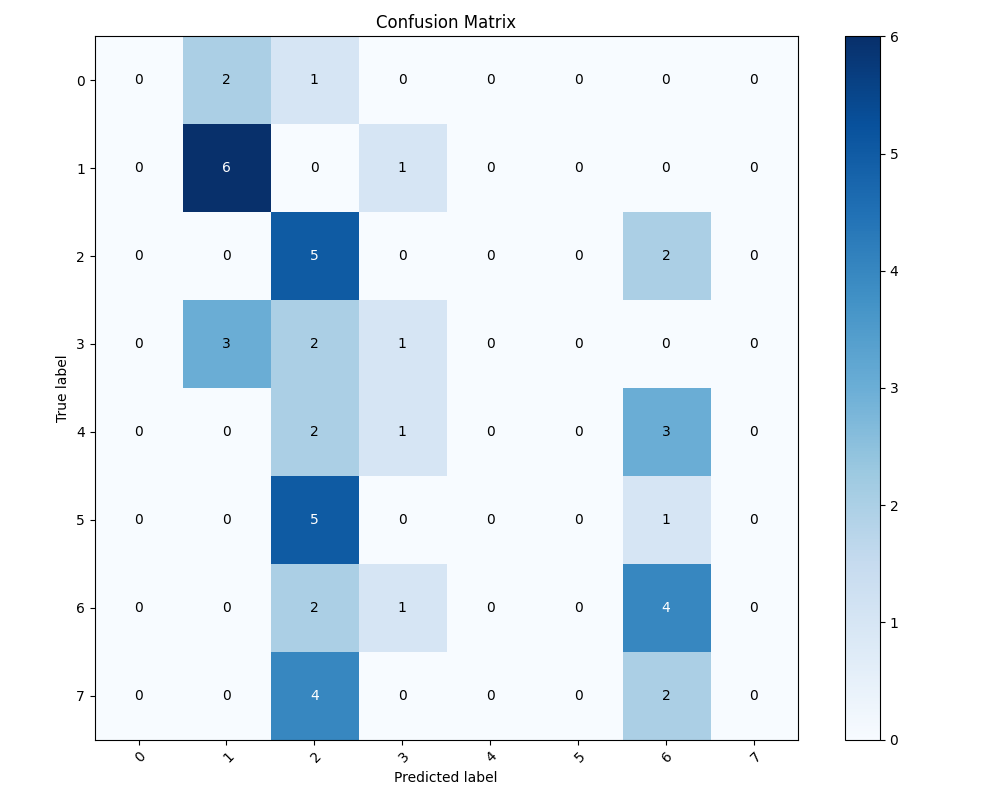 Confusion Matrix
0 0 2 1 0 0 0 0 0
1 0 6 0 1 0 0 0 0
2 0 0 5 0 0 0 2 0
3 0 3 2 1 0 0 0 0
4 0 0 2 1 0 0 3 0
5 0 0 5 0 0 0 1 0
6 0 0 2 1 0 0 4 0
7 0 0 4 0 0 0 2 0
0 1 2 3 4 5 6 7
Predicted label
True label
6
5
4
3
2
1
0